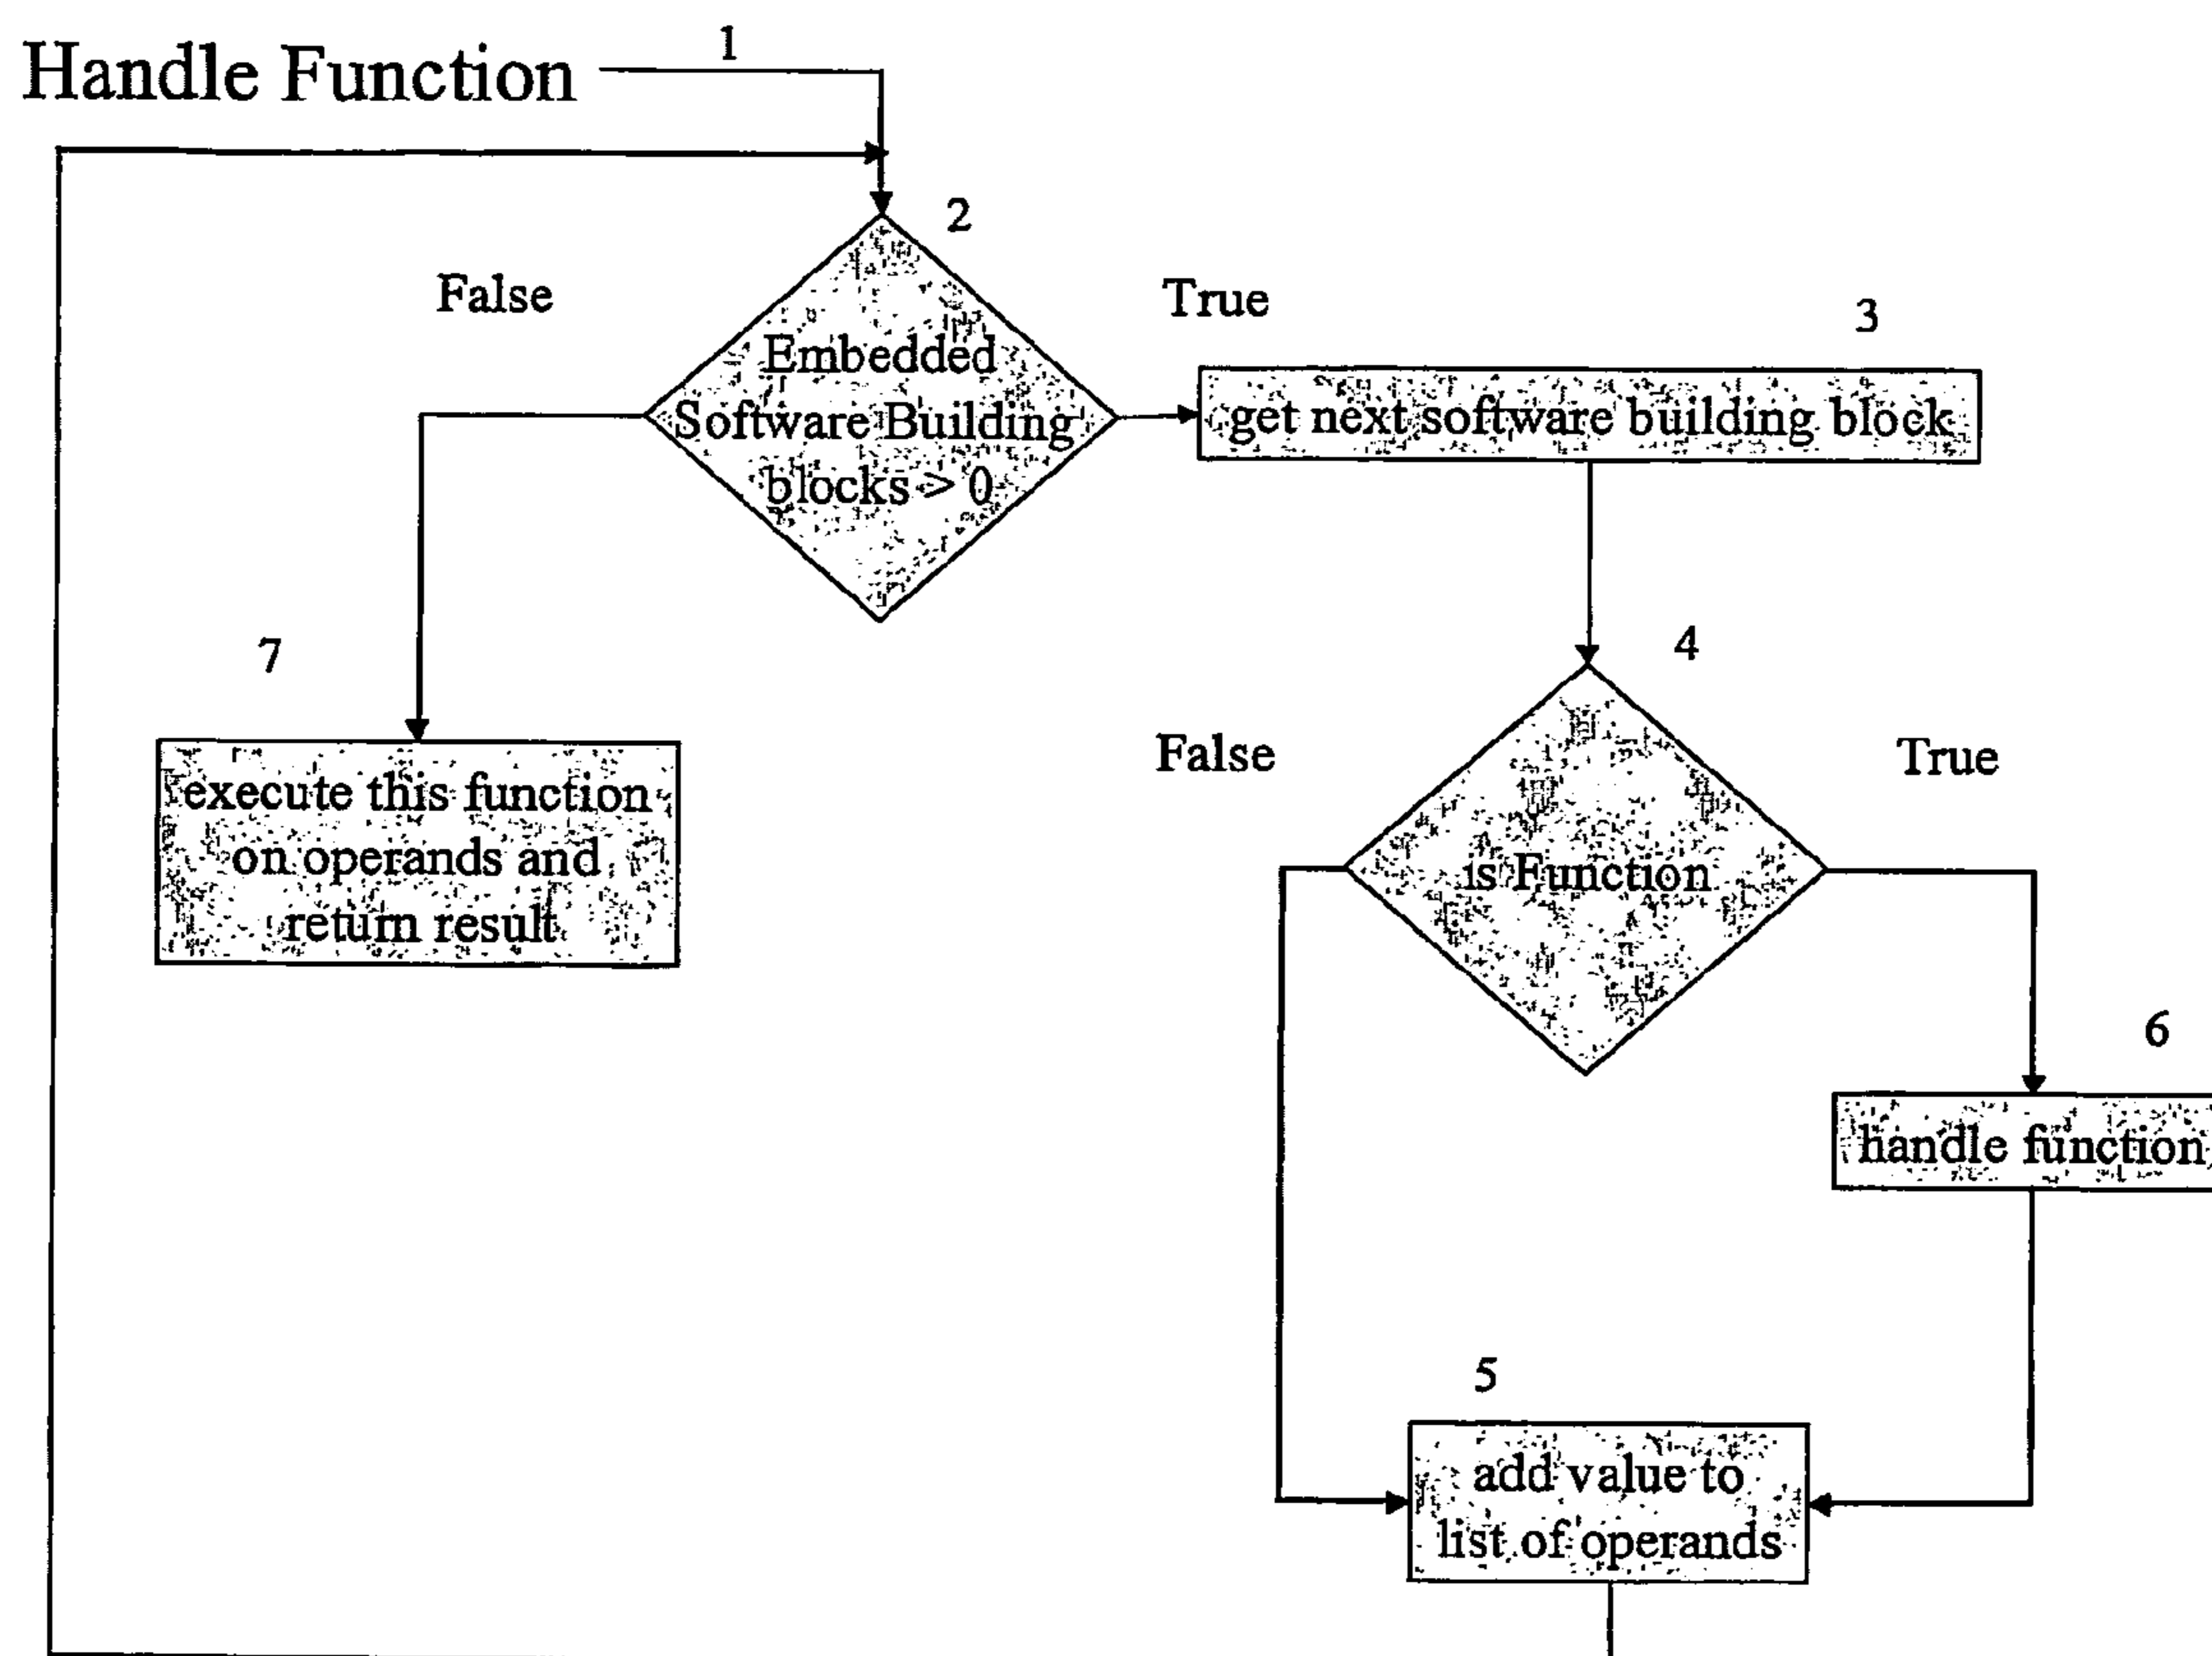 1
Handle Function
2
False
True
3
Embedded
Software Building
blocks > 0
get next software building block
7
4
execute this function
on operands and
return result
False
True
is Function
6
handle function
5
add value to
list of operands